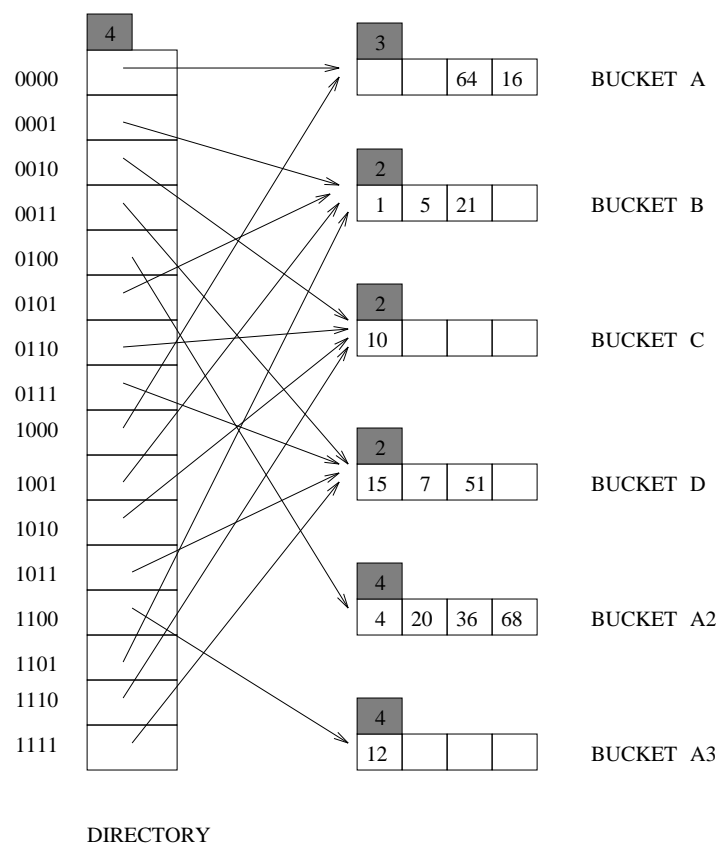 4
3
0000
64 16
BUCKET A
0001
0010
2
0011
1 5 21
BUCKET B
0100
0101
2
0110
10
BUCKET C
0111
1000
2
1001
15 7 51
BUCKET D
1010
1011
4
1100
4 20 36 68
BUCKET A2
1101
1110
4
1111
12
BUCKET A3
DIRECTORY